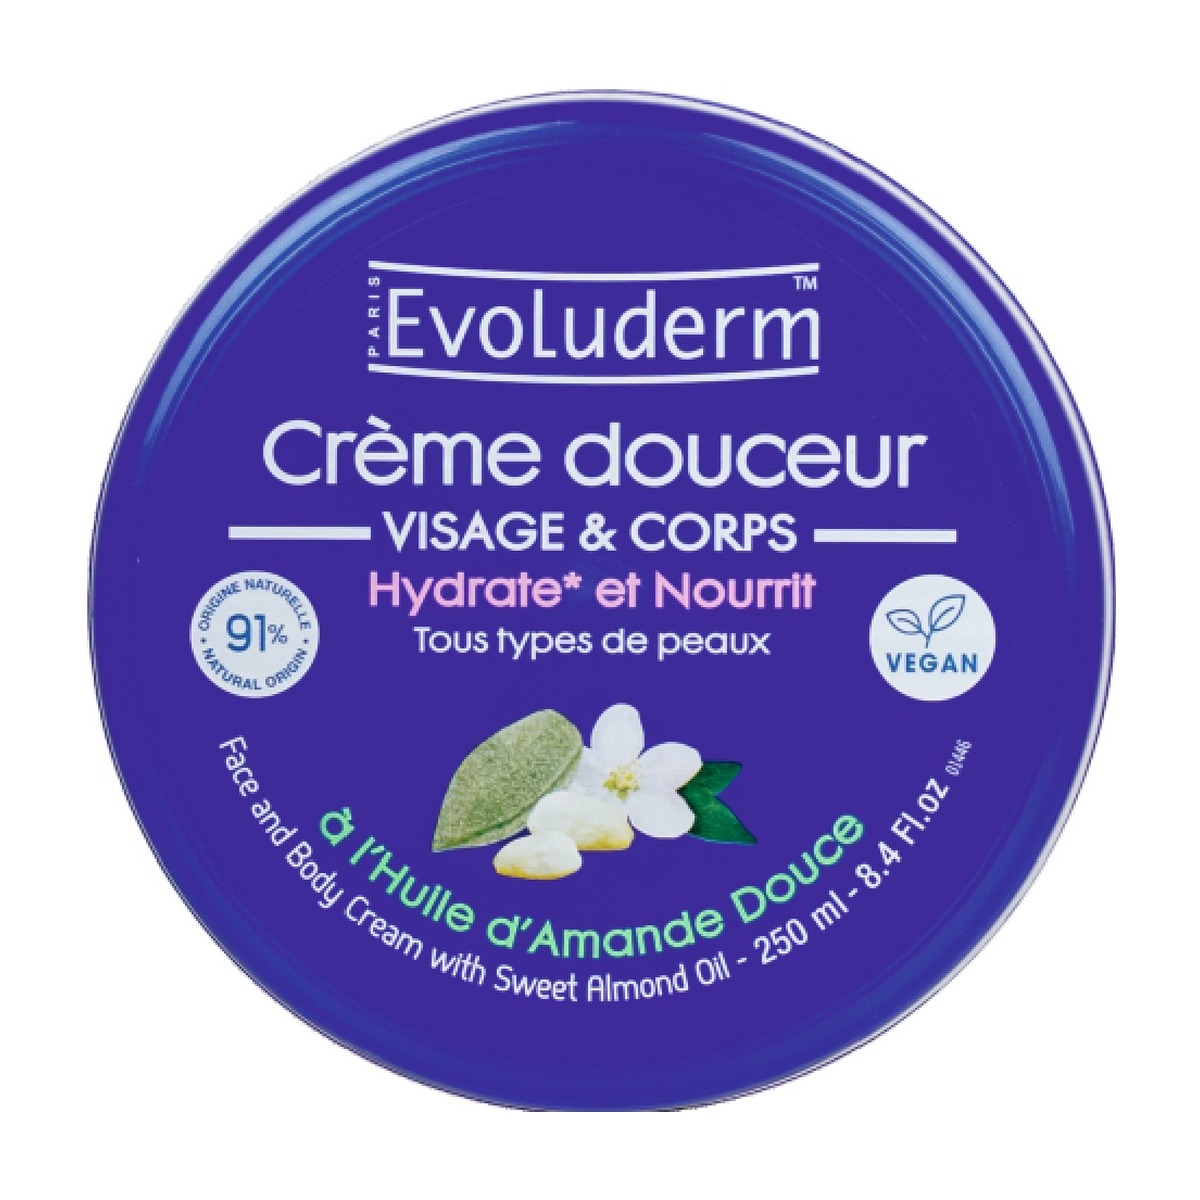 PARIS
Evoluderm™
Crème douceur
VISAGE & CORPS
Hydrate* et Nourrit
Tous types de peaux
• ORIGINE NATURELLE •
91%
NATURAL ORIGIN
VEGAN
à l'Huile d'Amande Douce
Face and Body Cream with Sweet Almond Oil - 250 ml - 8.4 Fl.oz
01446